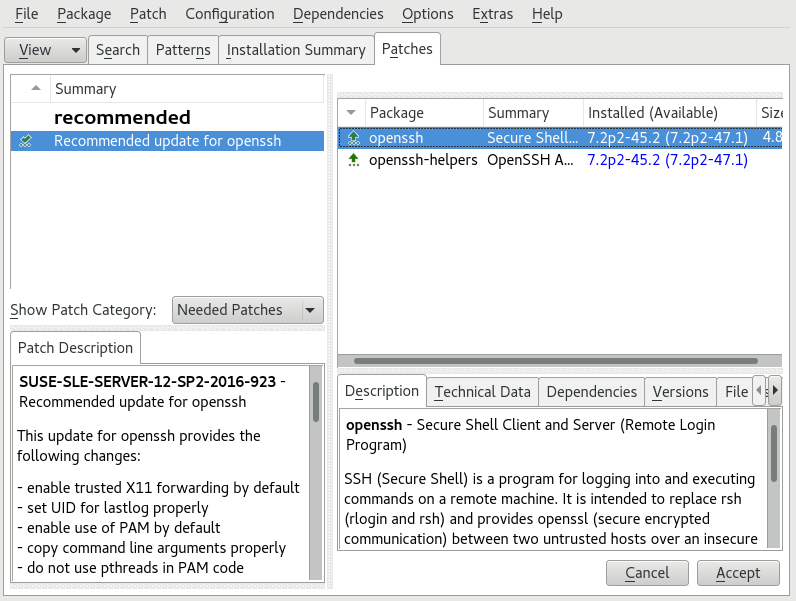 File Package Patch Configuration Dependencies Options Extras Help
View Search Patterns Installation Summary Patches
Summary
recommended
Recommended update for openssh
Show Patch Category: Needed Patches
Patch Description
SUSE-SLE-SERVER-12-SP2-2016-923 -
Recommended update for openssh
This update for openssh provides the
following changes:
- enable trusted X11 forwarding by default
- set UID for lastlog properly
- enable use of PAM by default
- copy command line arguments properly
- do not use pthreads in PAM code
Package Summary Installed (Available) Size
openssh Secure Shell... 7.2p2-45.2 (7.2p2-47.1) 4.8
openssh-helpers OpenSSH A... 7.2p2-45.2 (7.2p2-47.1)
Description Technical Data Dependencies Versions File
openssh - Secure Shell Client and Server (Remote Login
Program)
SSH (Secure Shell) is a program for logging into and executing
commands on a remote machine. It is intended to replace rsh
(rlogin and rsh) and provides openssl (secure encrypted
communication) between two untrusted hosts over an insecure
Cancel Accept